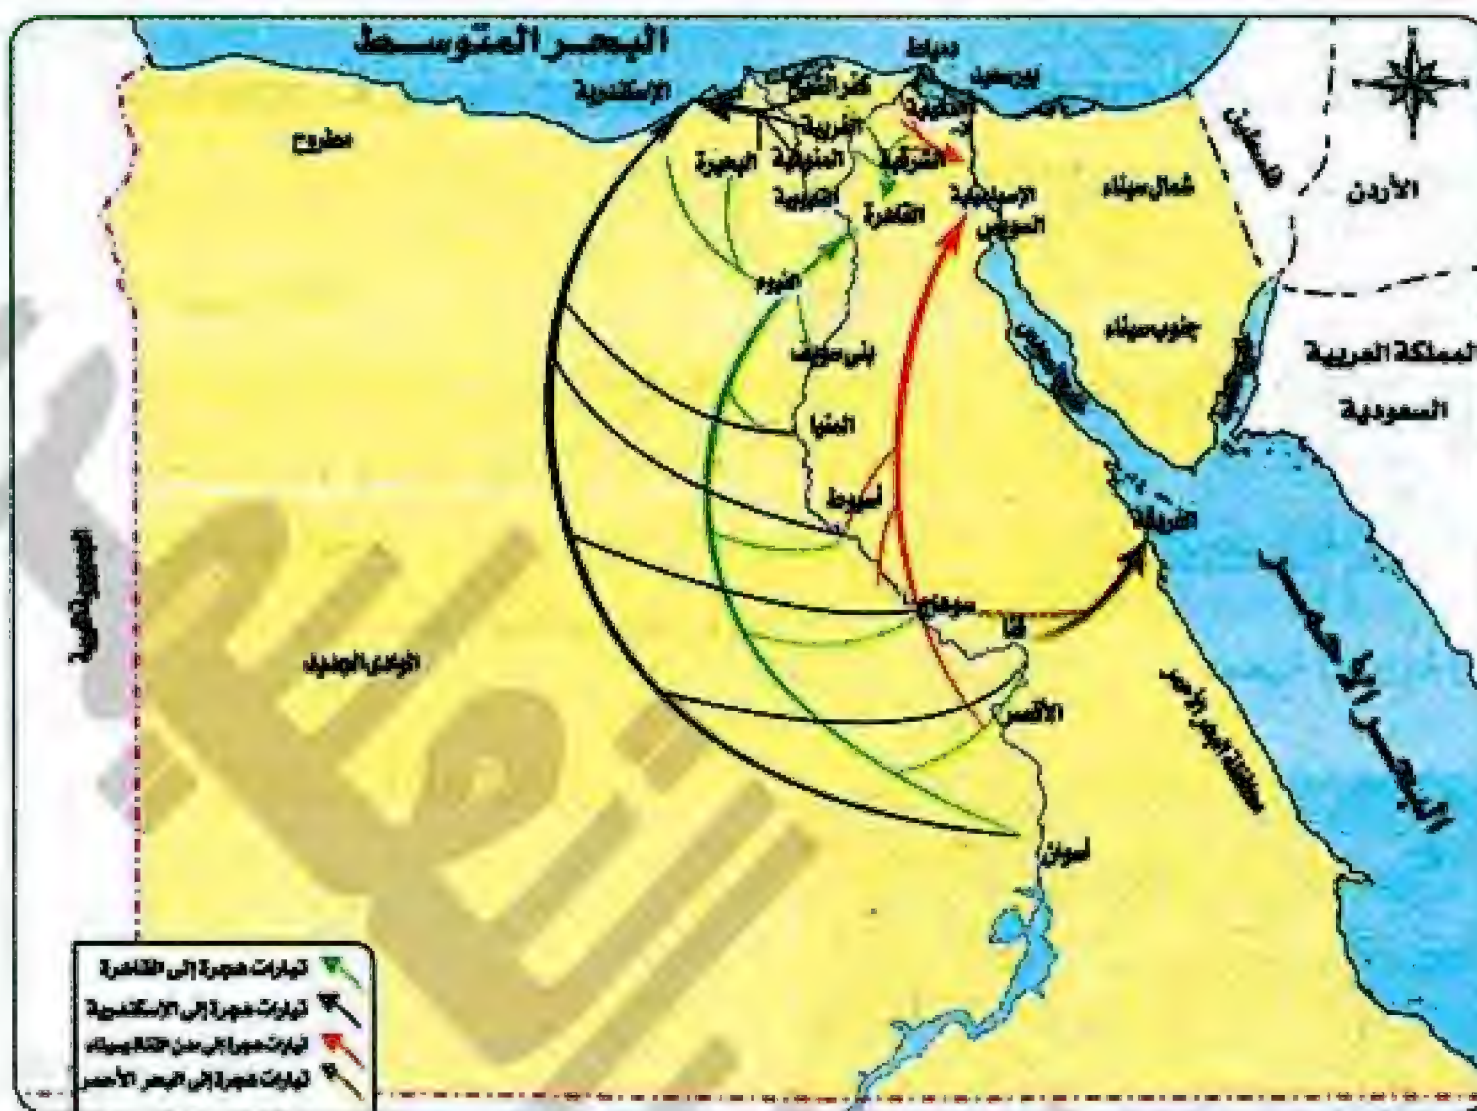 البحر المتوسط
دمياط
بورسعيد
الإسكندرية
كفر الشيخ
الدقهلية
مطروح
الغربية
البحيرة
المنوفية
الشرقية
فلسطين
شمال سيناء
الأردن
القليوبية
القاهرة
الإسماعيلية
السويس
الفيوم
جنوب سيناء
بنى سويف
المملكة العربية
السعودية
المنيا
أسيوط
الغردقة
سوهاج
قنا
الوادى الجديد
الأقصر
محافظة البحر الأحمر
البحر الأحمر
أسوان
تيارات هجرة إلى القاهرة
تيارات هجرة إلى الإسكندرية
تيارات هجرة إلى مدن القناة وسيناء
تيارات هجرة إلى البحر الأحمر